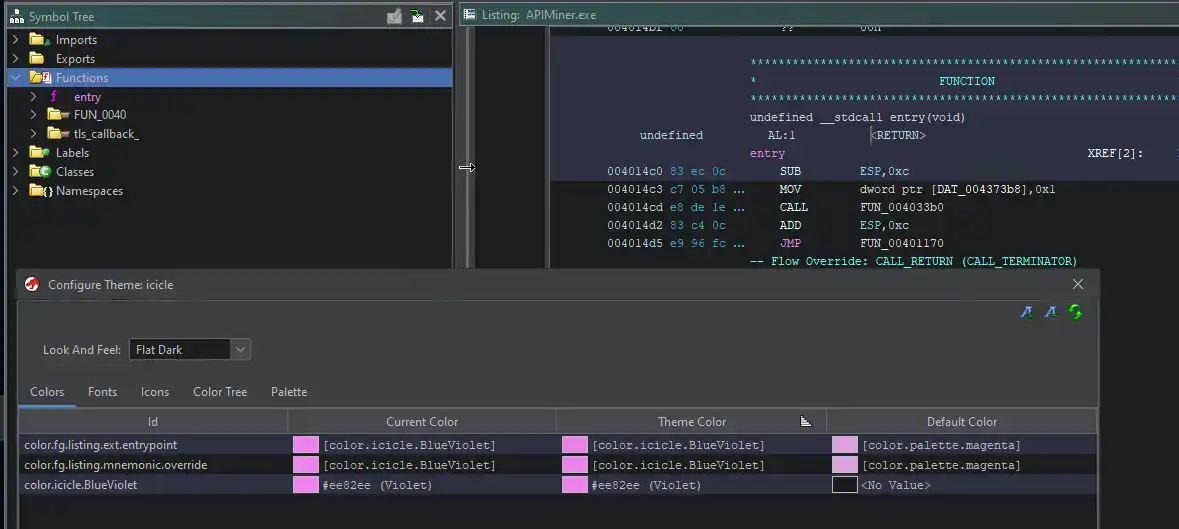 Symbol Tree
Imports
Exports
Functions
entry
FUN_0040
tls_callback_
Labels
Classes
Namespaces
Listing: APIMiner.exe
004014bf 00 ?? 00h
*************************************************************
* FUNCTION
*************************************************************
undefined __stdcall entry(void)
undefined AL:1 <RETURN>
entry XREF[2]:
004014c0 83 ec 0c SUB ESP,0xc
004014c3 c7 05 b8 ... MOV dword ptr [DAT_004373b8],0x1
004014cd e8 de 1e ... CALL FUN_004033b0
004014d2 83 c4 0c ADD ESP,0xc
004014d5 e9 96 fc ... JMP FUN_00401170
-- Flow Override: CALL_RETURN (CALL_TERMINATOR)
Configure Theme: icicle
Look And Feel: Flat Dark
Colors Fonts Icons Color Tree Palette
Id Current Color Theme Color Default Color
color.fg.listing.ext.entrypoint [color.icicle.BlueViolet] [color.icicle.BlueViolet] [color.palette.magenta]
color.fg.listing.mnemonic.override [color.icicle.BlueViolet] [color.icicle.BlueViolet] [color.palette.magenta]
color.icicle.BlueViolet #ee82ee (Violet) #ee82ee (Violet) <No Value>